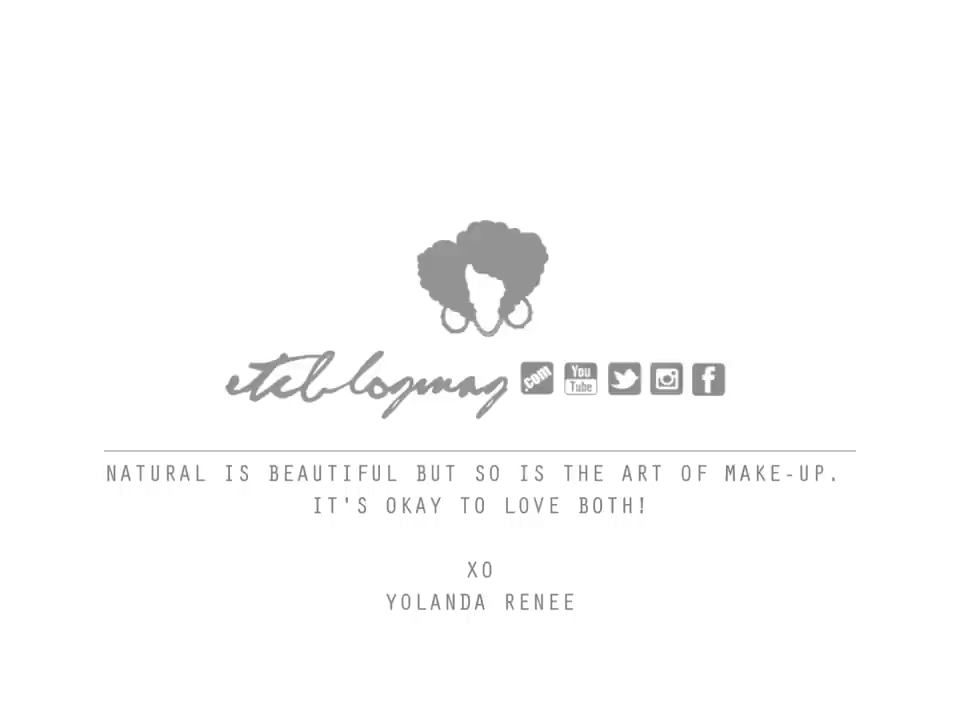 etcblogmag .com You Tube
NATURAL IS BEAUTIFUL BUT SO IS THE ART OF MAKE-UP.
IT'S OKAY TO LOVE BOTH!
XO
YOLANDA RENEE